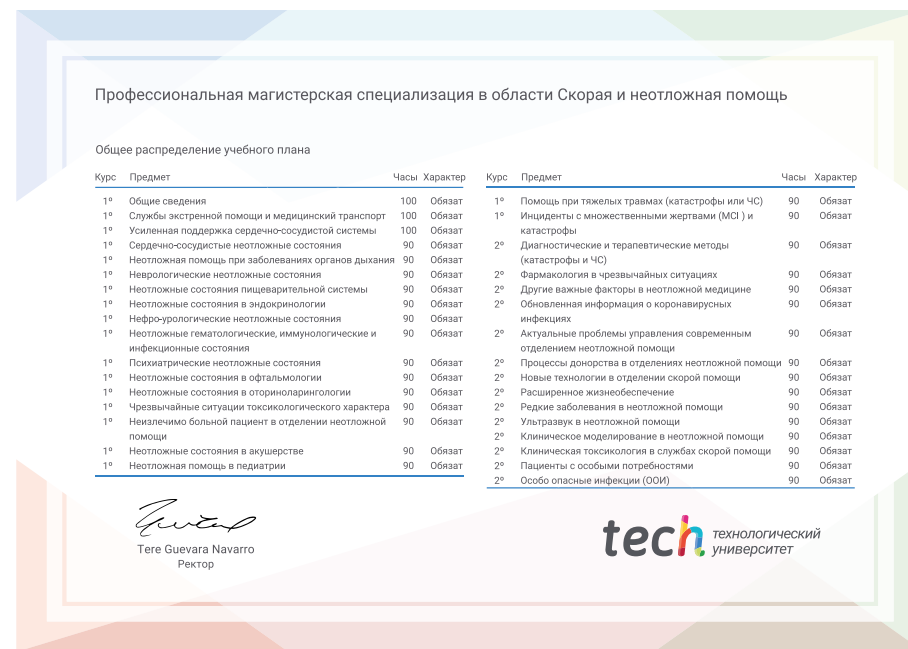 Профессиональная магистерская специализация в области Скорая и неотложная помощь
Общее распределение учебного плана
Курс Предмет Часы Характер
1º Общие сведения 100 Обязат
1º Службы экстренной помощи и медицинский транспорт 100 Обязат
1º Усиленная поддержка сердечно-сосудистой системы 100 Обязат
1º Сердечно-сосудистые неотложные состояния 90 Обязат
1º Неотложная помощь при заболеваниях органов дыхания 90 Обязат
1º Неврологические неотложные состояния 90 Обязат
1º Неотложные состояния пищеварительной системы 90 Обязат
1º Неотложные состояния в эндокринологии 90 Обязат
1º Нефро-урологические неотложные состояния 90 Обязат
1º Неотложные гематологические, иммунологические и 90 Обязат
инфекционные состояния
1º Психиатрические неотложные состояния 90 Обязат
1º Неотложные состояния в офтальмологии 90 Обязат
1º Неотложные состояния в оториноларингологии 90 Обязат
1º Чрезвычайные ситуации токсикологического характера 90 Обязат
1º Неизлечимо больной пациент в отделении неотложной 90 Обязат
помощи
1º Неотложные состояния в акушерстве 90 Обязат
1º Неотложная помощь в педиатрии 90 Обязат
Курс Предмет Часы Характер
1º Помощь при тяжелых травмах (катастрофы или ЧС) 90 Обязат
1º Инциденты с множественными жертвами (MCI ) и 90 Обязат
катастрофы
2º Диагностические и терапевтические методы 90 Обязат
(катастрофы и ЧС)
2º Фармакология в чрезвычайных ситуациях 90 Обязат
2º Другие важные факторы в неотложной медицине 90 Обязат
2º Обновленная информация о коронавирусных 90 Обязат
инфекциях
2º Актуальные проблемы управления современным 90 Обязат
отделением неотложной помощи
2º Процессы донорства в отделениях неотложной помощи 90 Обязат
2º Новые технологии в отделении скорой помощи 90 Обязат
2º Расширенное жизнеобеспечение 90 Обязат
2º Редкие заболевания в неотложной помощи 90 Обязат
2º Ультразвук в неотложной помощи 90 Обязат
2º Клиническое моделирование в неотложной помощи 90 Обязат
2º Клиническая токсикология в службах скорой помощи 90 Обязат
2º Пациенты с особыми потребностями 90 Обязат
2º Особо опасные инфекции (ООИ) 90 Обязат
Tere Guevara Navarro
Ректор
tech технологический
университет